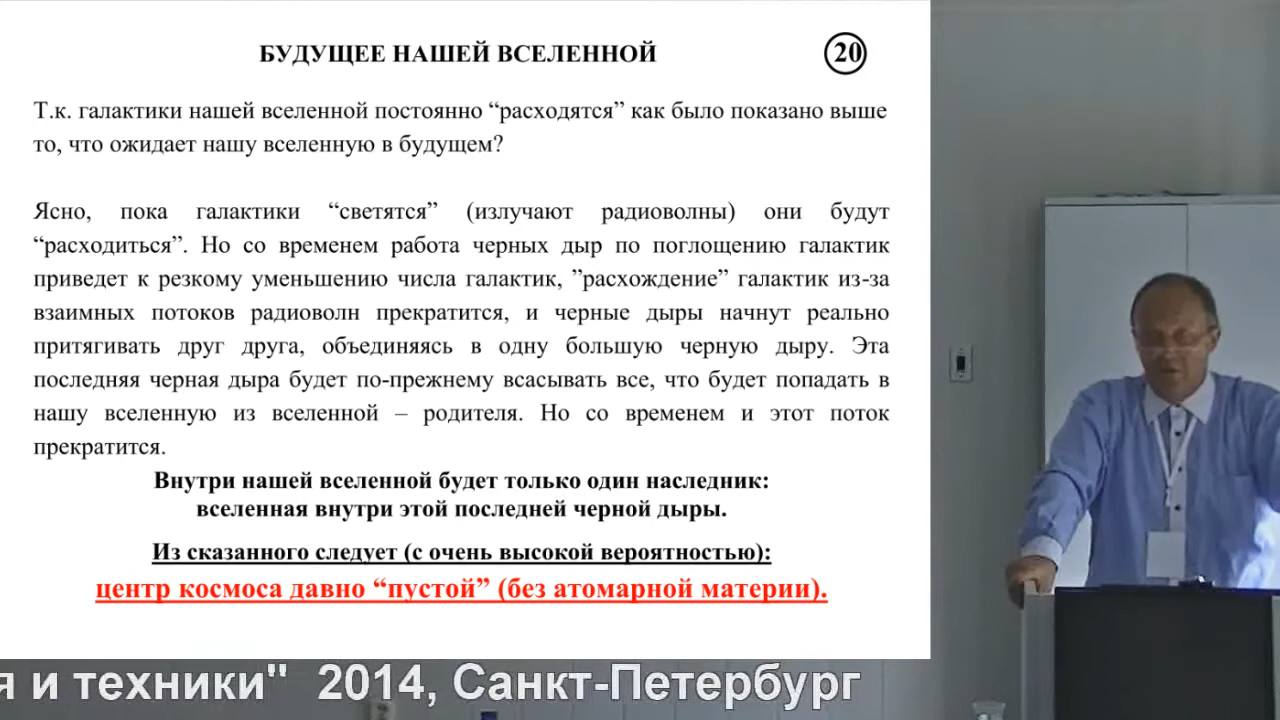 БУДУЩЕЕ НАШЕЙ ВСЕЛЕННОЙ
20
Т.к. галактики нашей вселенной постоянно “расходятся” как было показано выше
то, что ожидает нашу вселенную в будущем?
Ясно, пока галактики “светятся” (излучают радиоволны) они будут
“расходиться”. Но со временем работа черных дыр по поглощению галактик
приведет к резкому уменьшению числа галактик, ”расхождение” галактик из-за
взаимных потоков радиоволн прекратится, и черные дыры начнут реально
притягивать друг друга, объединяясь в одну большую черную дыру. Эта
последняя черная дыра будет по-прежнему всасывать все, что будет попадать в
нашу вселенную из вселенной – родителя. Но со временем и этот поток
прекратится.
Внутри нашей вселенной будет только один наследник:
вселенная внутри этой последней черной дыры.
Из сказанного следует (с очень высокой вероятностью):
центр космоса давно “пустой” (без атомарной материи).
я и техники" 2014, Санкт-Петербург